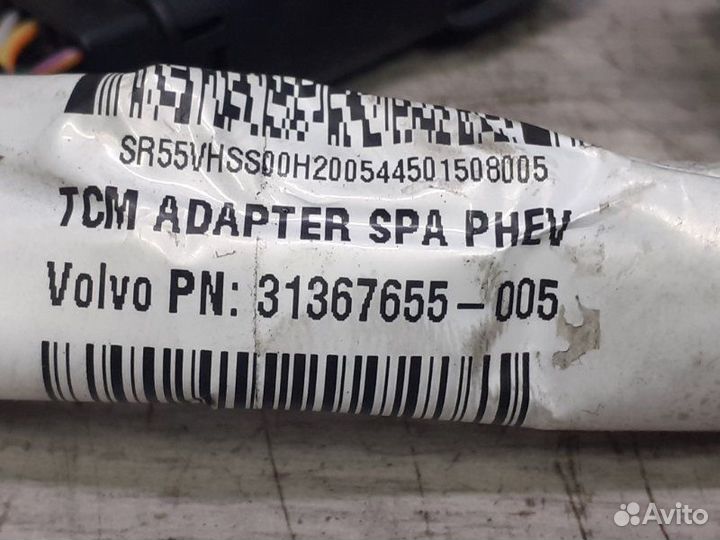 SR55VHSS00H200544501508005
TCM ADAPTER SPA PHEV
Volvo PN: 31367655-005
Avito